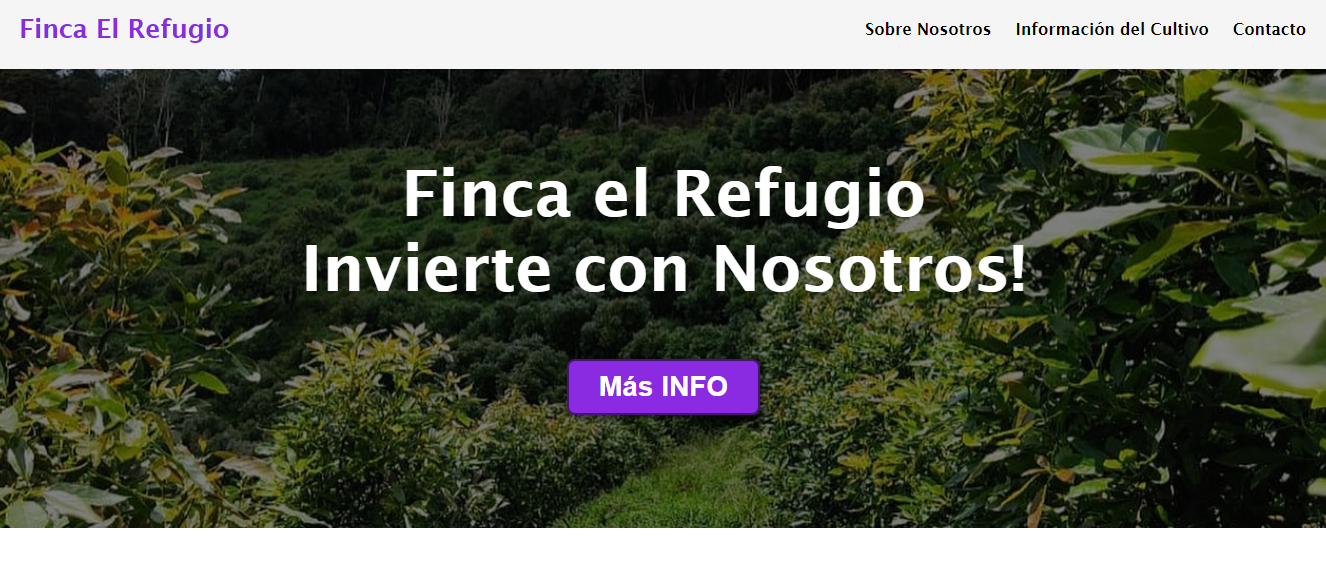 Finca El Refugio
Sobre Nosotros
Información del Cultivo
Contacto
Finca el Refugio
Invierte con Nosotros!
Más INFO